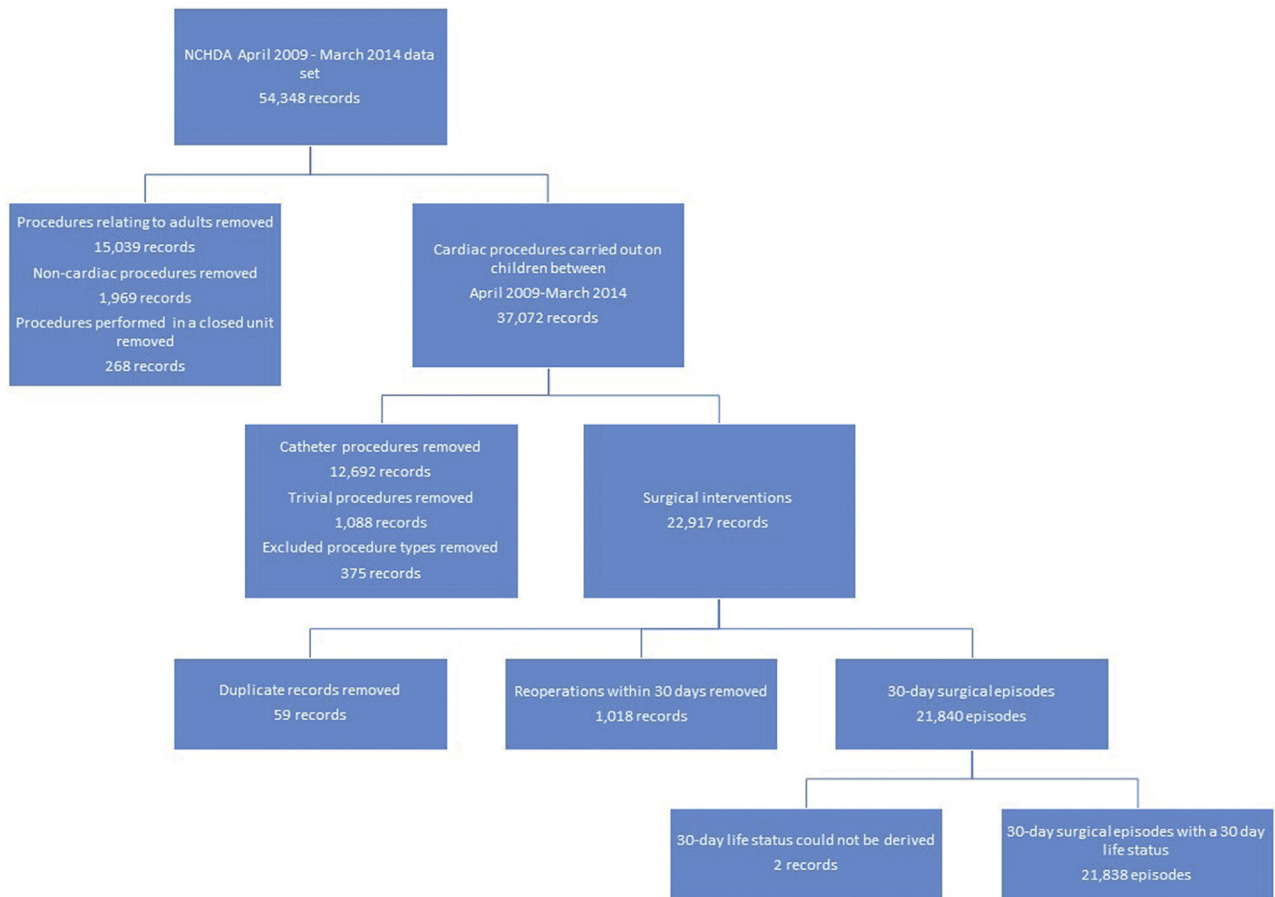 NCHDA April 2009 - March 2014 data
set
54,348 records
Procedures relating to adults removed
15,039 records
Non-cardiac procedures removed
1,969 records
Procedures performed in a closed unit
removed
268 records
Cardiac procedures carried out on
children between
April 2009-March 2014
37,072 records
Catheter procedures removed
12,692 records
Trivial procedures removed
1,088 records
Excluded procedure types removed
375 records
Surgical interventions
22,917 records
Duplicate records removed
59 records
Reoperations within 30 days removed
1,018 records
30-day surgical episodes
21,840 episodes
30-day life status could not be derived
2 records
30-day surgical episodes with a 30 day
life status
21,838 episodes